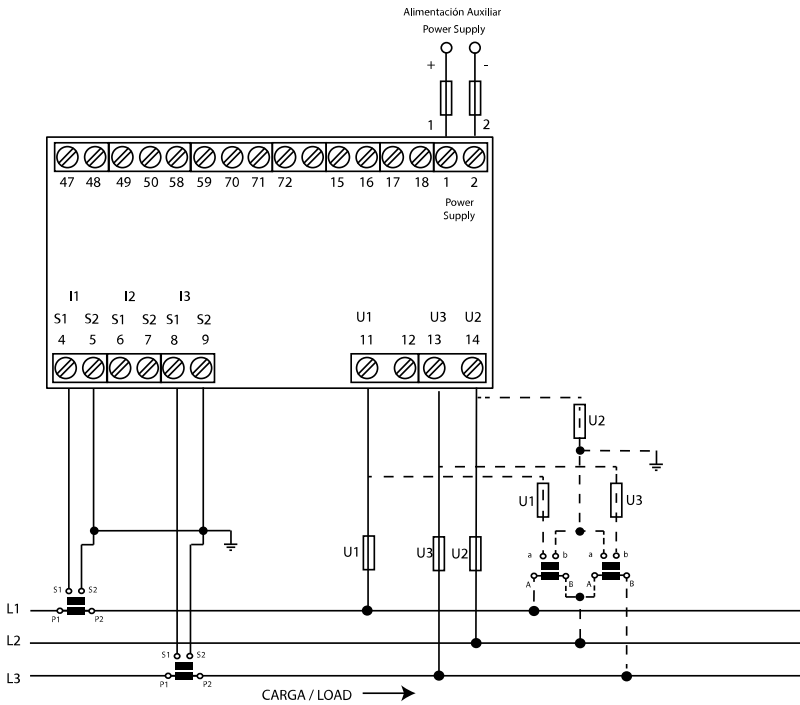 Alimentación Auxiliar
Power Supply
+ -
1 2
47 48 49 50 58 59 70 71 72 15 16 17 18 1 2
Power
Supply
I1 I2 I3
S1 S2 S1 S2 S1 S2
4 5 6 7 8 9
U1 U3 U2
11 12 13 14
U2
U1 U3
U1 U3 U2
a b a b
A B A B
S1 S2
P1 P2
L1
L2
S1 S2
P1 P2
L3
CARGA / LOAD